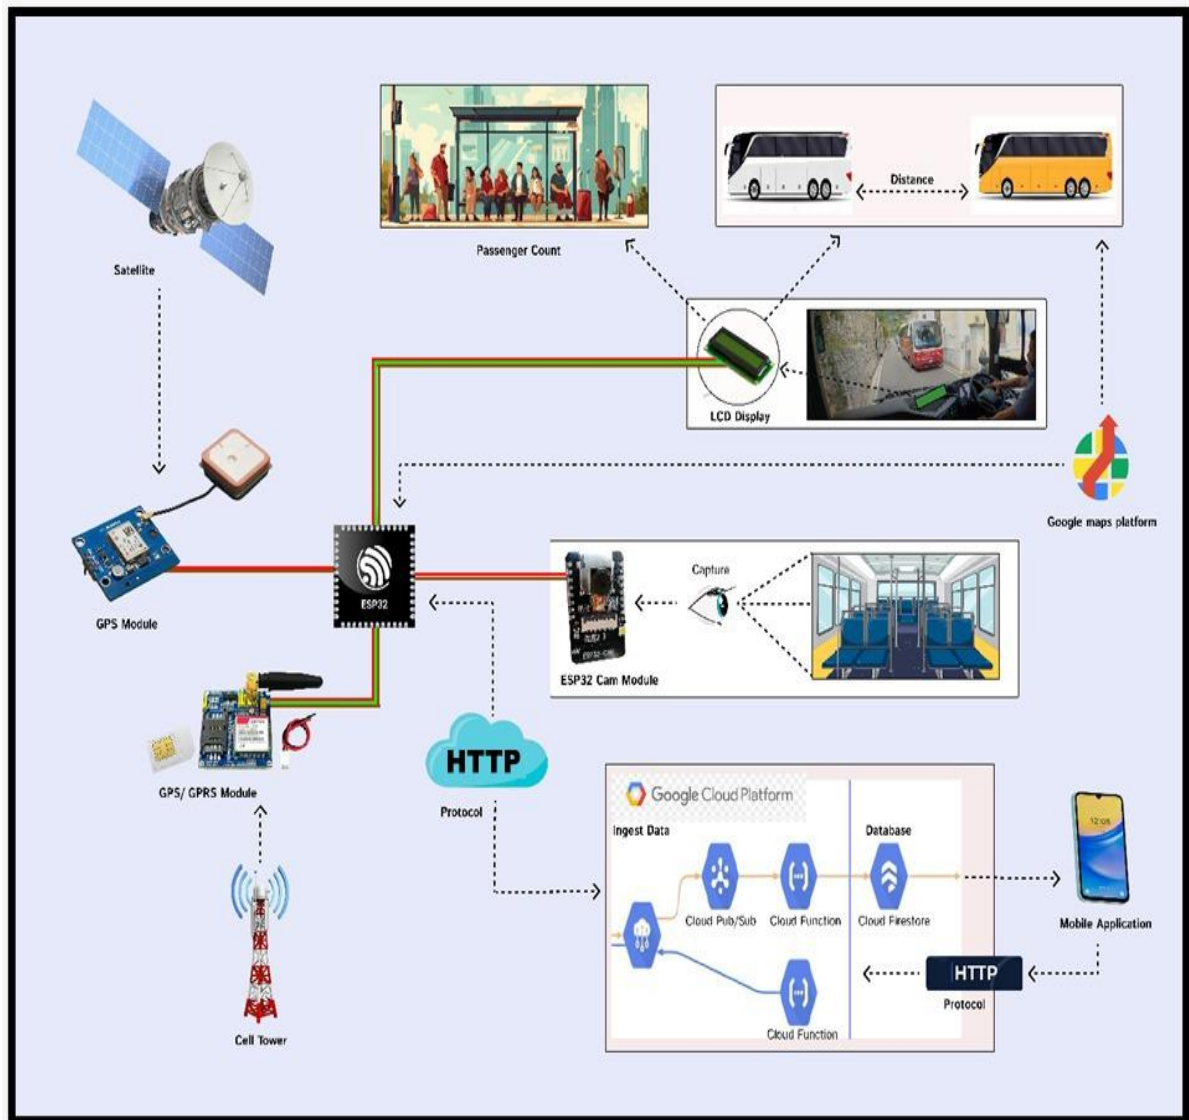 Satellite
Passenger Count
Distance
LCD Display
Google maps platform
GPS Module
ESP32
Capture
ESP32 Cam Module
GPS/ GPRS Module
HTTP
Protocol
Google Cloud Platform
Ingest Data
Database
12:05
Cloud Pub/Sub
Cloud Function
Cloud Firestore
Mobile Application
HTTP
Protocol
Cloud Function
Cell Tower